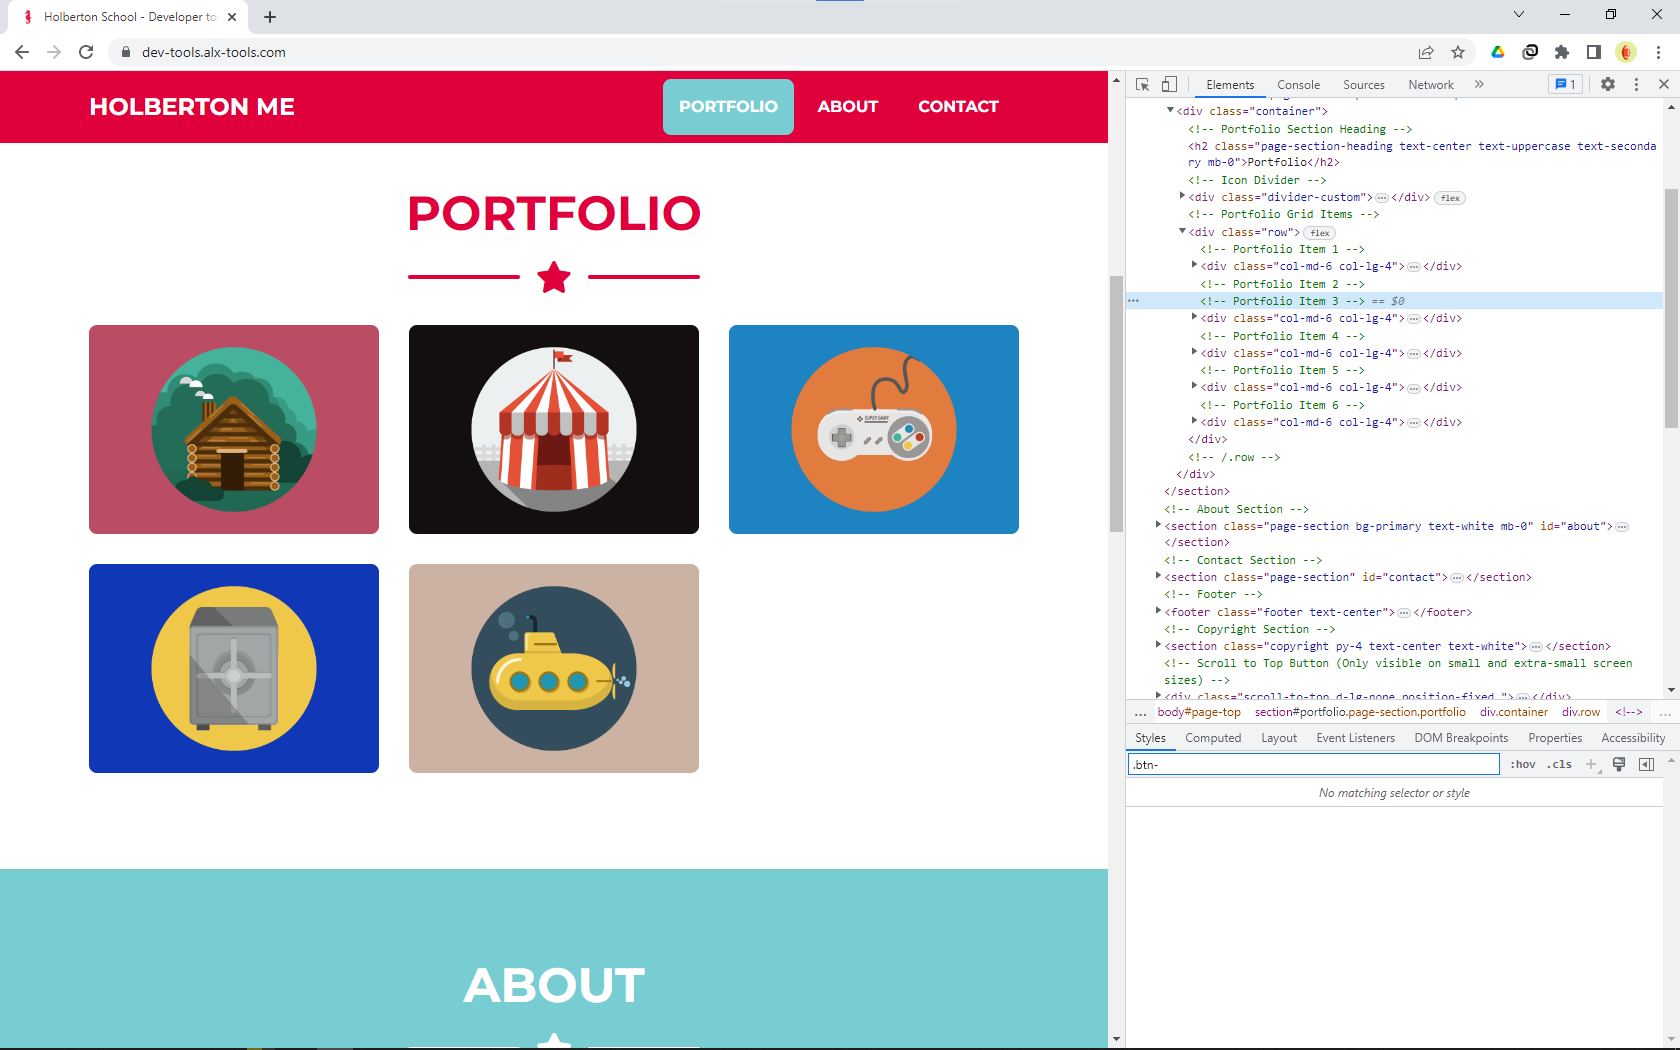 Holberton School - Developer to
dev-tools.alx-tools.com
HOLBERTON ME
PORTFOLIO
ABOUT
CONTACT
PORTFOLIO
SUPER GAME
ABOUT
Elements
Console
Sources
Network
1
<div class="container">
<!-- Portfolio Section Heading -->
<h2 class="page-section-heading text-center text-uppercase text-seconda
ry mb-0">Portfolio</h2>
<!-- Icon Divider -->
<div class="divider-custom">…</div> flex
<!-- Portfolio Grid Items -->
<div class="row"> flex
<!-- Portfolio Item 1 -->
<div class="col-md-6 col-lg-4">…</div>
<!-- Portfolio Item 2 -->
<!-- Portfolio Item 3 --> == $0
<div class="col-md-6 col-lg-4">…</div>
<!-- Portfolio Item 4 -->
<div class="col-md-6 col-lg-4">…</div>
<!-- Portfolio Item 5 -->
<div class="col-md-6 col-lg-4">…</div>
<!-- Portfolio Item 6 -->
<div class="col-md-6 col-lg-4">…</div>
</div>
<!-- /.row -->
</div>
</section>
<!-- About Section -->
<section class="page-section bg-primary text-white mb-0" id="about">…
</section>
<!-- Contact Section -->
<section class="page-section" id="contact">…</section>
<!-- Footer -->
<footer class="footer text-center">…</footer>
<!-- Copyright Section -->
<section class="copyright py-4 text-center text-white">…</section>
<!-- Scroll to Top Button (Only visible on small and extra-small screen
sizes) -->
<div class="scroll-to-top d-lg-none position-fixed ">…</div>
... body#page-top section#portfolio.page-section.portfolio div.container div.row <!--> ...
Styles
Computed
Layout
Event Listeners
DOM Breakpoints
Properties
Accessibility
.btn-
:hov
.cls
No matching selector or style